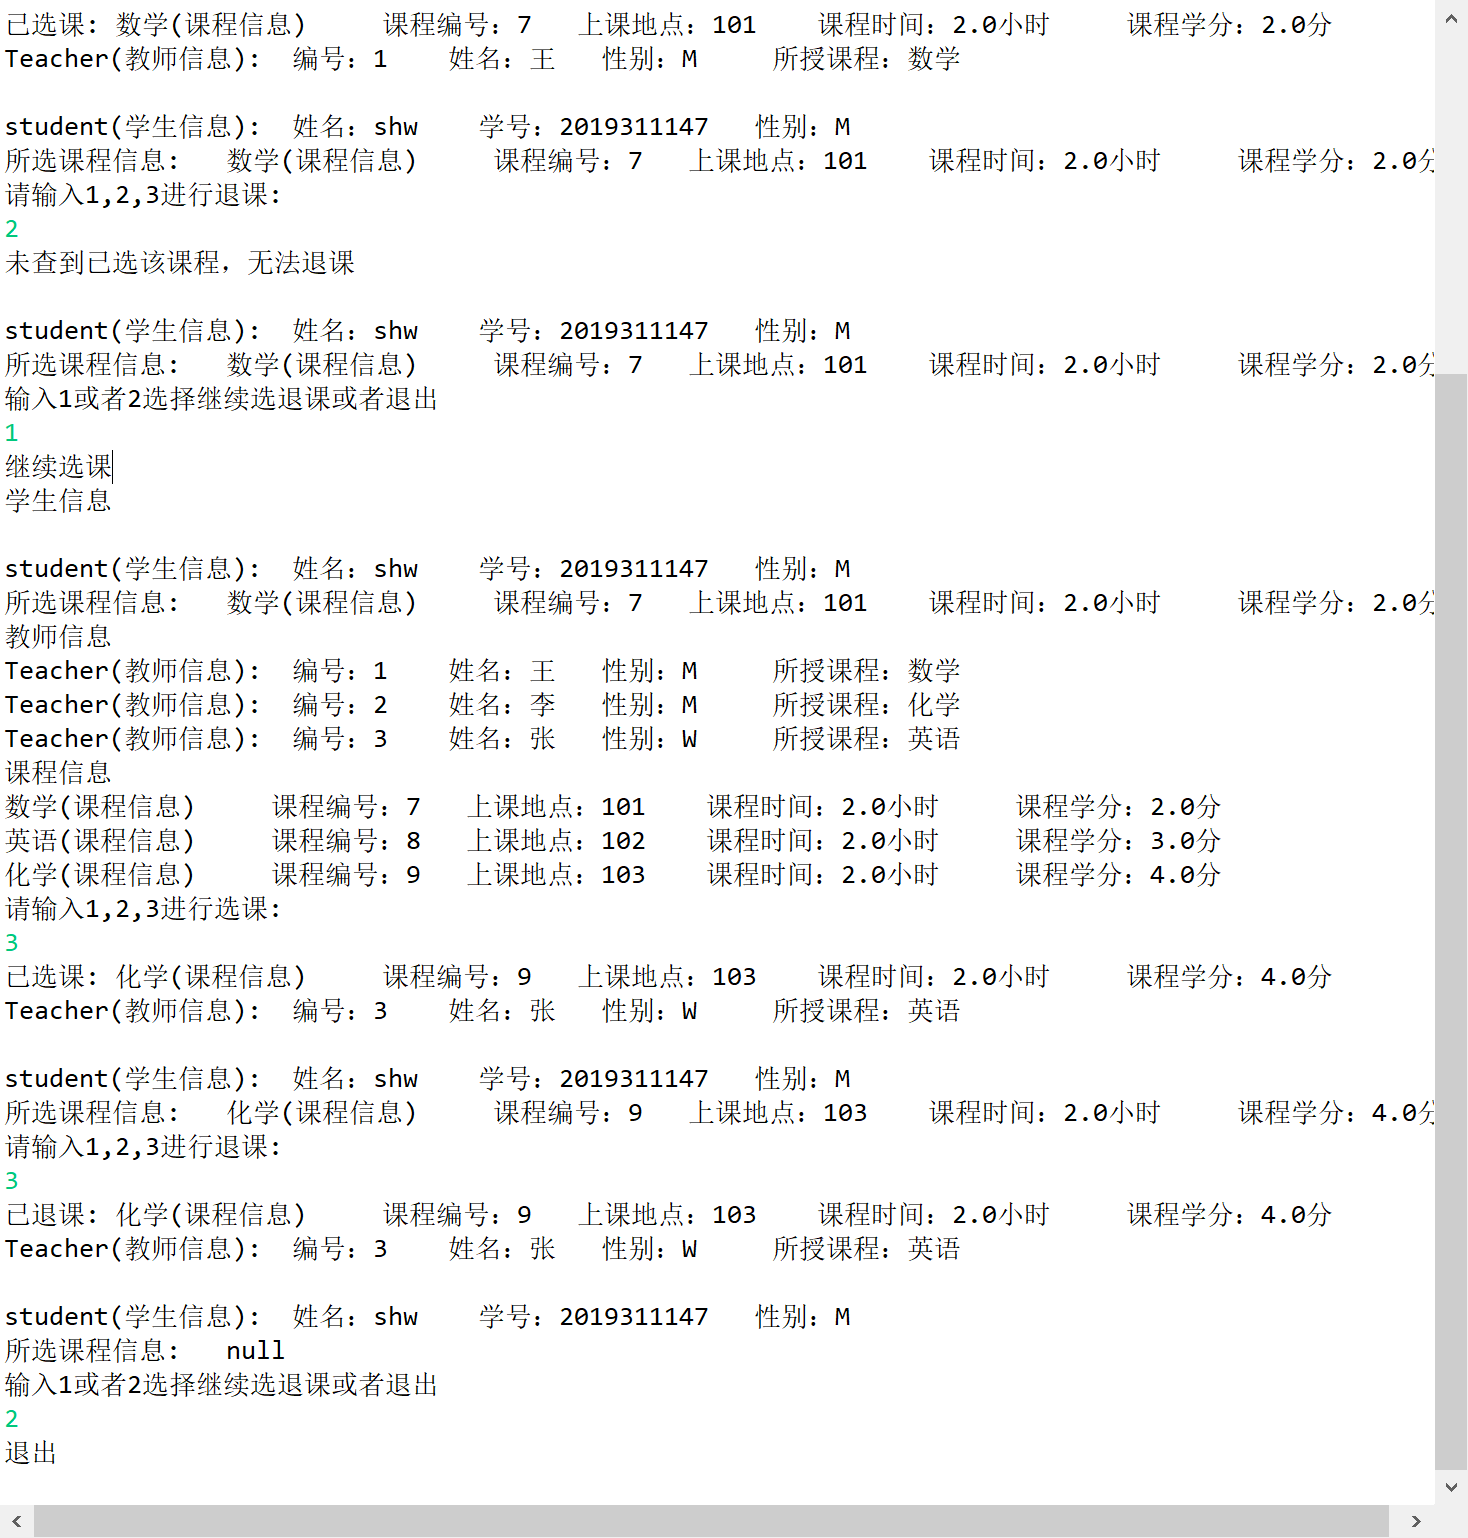 已选课: 数学(课程信息)     课程编号: 7   上课地点: 101    课程时间: 2.0小时     课程学分: 2.0分
Teacher(教师信息):  编号: 1    姓名: 王   性别: M     所授课程: 数学
student(学生信息):  姓名: shw    学号: 2019311147   性别: M
所选课程信息:   数学(课程信息)     课程编号: 7   上课地点: 101    课程时间: 2.0小时     课程学分: 2.0分
请输入1,2,3进行退课:
2
未查到已选该课程，无法退课
student(学生信息):  姓名: shw    学号: 2019311147   性别: M
所选课程信息:   数学(课程信息)     课程编号: 7   上课地点: 101    课程时间: 2.0小时     课程学分: 2.0分
输入1或者2选择继续选退课或者退出
1
继续选课
学生信息
student(学生信息):  姓名: shw    学号: 2019311147   性别: M
所选课程信息:   数学(课程信息)     课程编号: 7   上课地点: 101    课程时间: 2.0小时     课程学分: 2.0分
教师信息
Teacher(教师信息):  编号: 1    姓名: 王   性别: M     所授课程: 数学
Teacher(教师信息):  编号: 2    姓名: 李   性别: M     所授课程: 化学
Teacher(教师信息):  编号: 3    姓名: 张   性别: W     所授课程: 英语
课程信息
数学(课程信息)     课程编号: 7   上课地点: 101    课程时间: 2.0小时     课程学分: 2.0分
英语(课程信息)     课程编号: 8   上课地点: 102    课程时间: 2.0小时     课程学分: 3.0分
化学(课程信息)     课程编号: 9   上课地点: 103    课程时间: 2.0小时     课程学分: 4.0分
请输入1,2,3进行选课:
3
已选课: 化学(课程信息)     课程编号: 9   上课地点: 103    课程时间: 2.0小时     课程学分: 4.0分
Teacher(教师信息):  编号: 3    姓名: 张   性别: W     所授课程: 英语
student(学生信息):  姓名: shw    学号: 2019311147   性别: M
所选课程信息:   化学(课程信息)     课程编号: 9   上课地点: 103    课程时间: 2.0小时     课程学分: 4.0分
请输入1,2,3进行退课:
3
已退课: 化学(课程信息)     课程编号: 9   上课地点: 103    课程时间: 2.0小时     课程学分: 4.0分
Teacher(教师信息):  编号: 3    姓名: 张   性别: W     所授课程: 英语
student(学生信息):  姓名: shw    学号: 2019311147   性别: M
所选课程信息:   null
输入1或者2选择继续选退课或者退出
2
退出